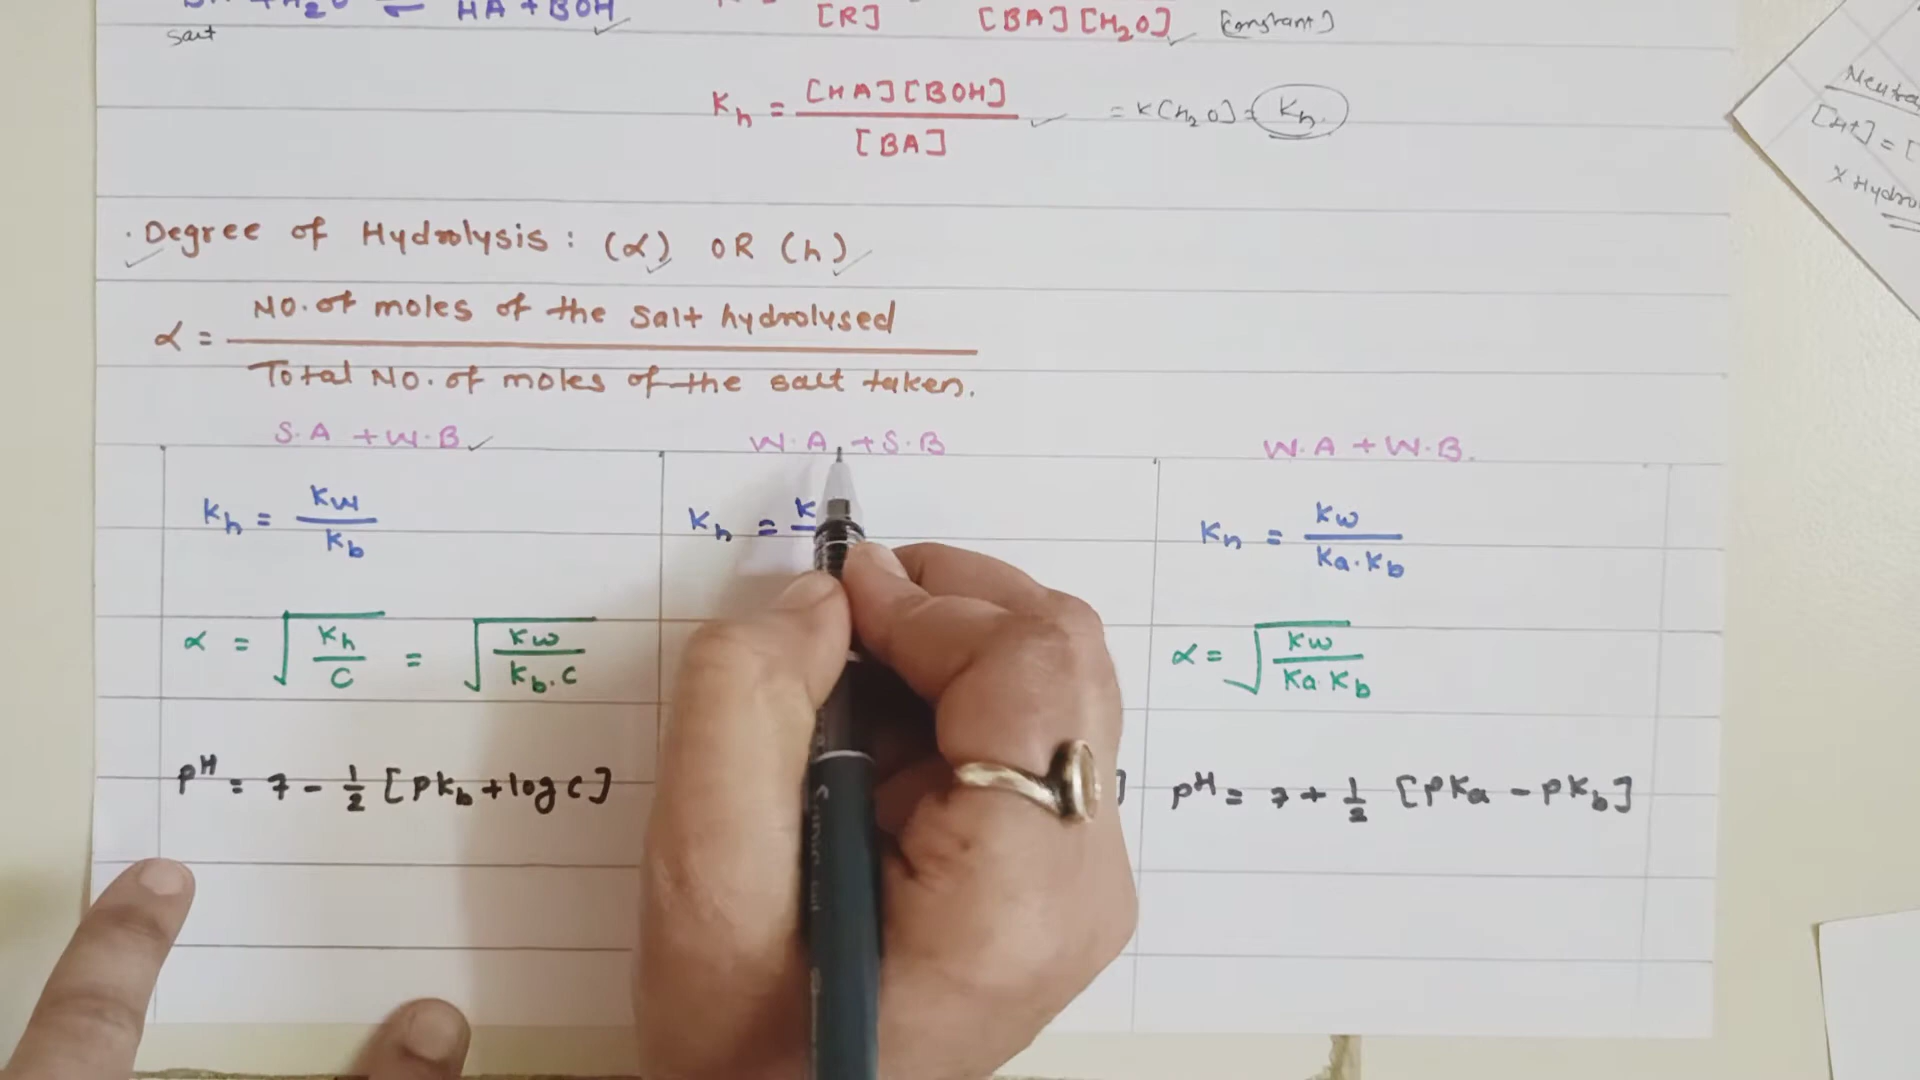 HA + BOH [R] [BA] [H₂O] [constant]
salt
Kh = [HA][BOH] / [BA] = K[H₂O] = Kh
. Degree of Hydrolysis : (α) OR (h)
α = No. of moles of the salt hydrolysed / Total No. of moles of the salt taken.
S.A + W.B W.A + S.B W.A + W.B.
Kh = Kw / Kb Kh = K Kh = Kw / Ka.Kb
α = √(Kh / C) = √(Kw / Kb.C) α = √(Kw / Ka.Kb)
pH = 7 - 1/2 [PKb + log C] ] pH = 7 + 1/2 [PKa - PKb]
[H+] = [
X Hydro